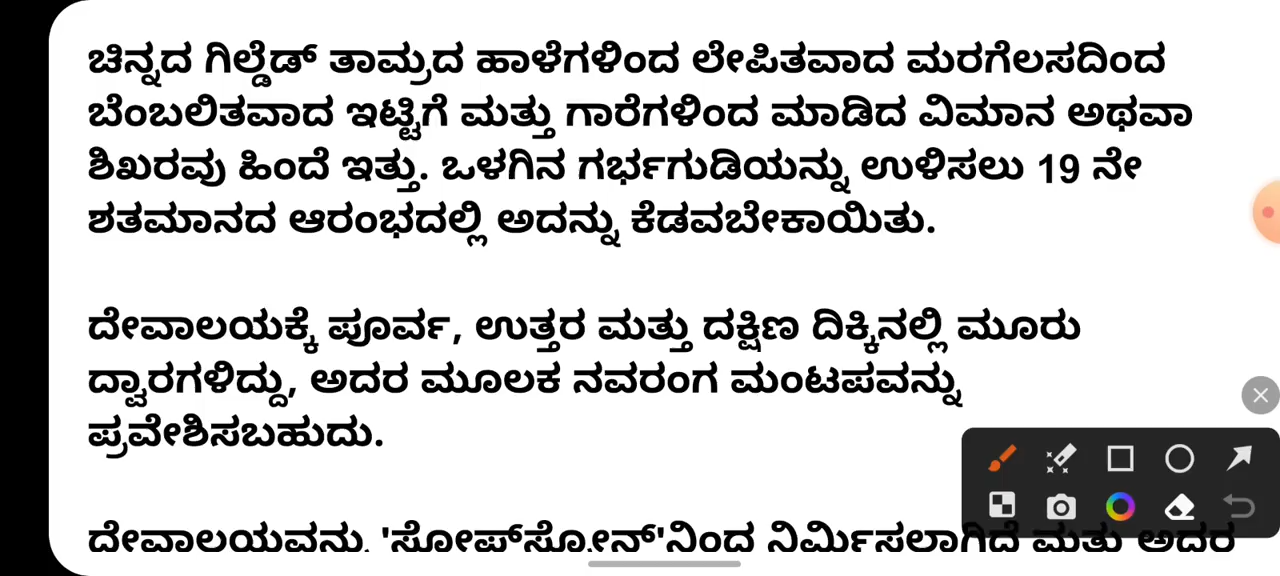 ಚಿನ್ನದ ಗಿಲ್ಡೆಡ್ ತಾಮ್ರದ ಹಾಳೆಗಳಿಂದ ಲೇಪಿತವಾದ ಮರಗೆಲಸದಿಂದ
ಬೆಂಬಲಿತವಾದ ಇಟ್ಟಿಗೆ ಮತ್ತು ಗಾರೆಗಳಿಂದ ಮಾಡಿದ ವಿಮಾನ ಅಥವಾ
ಶಿಖರವು ಹಿಂದೆ ಇತ್ತು. ಒಳಗಿನ ಗರ್ಭಗುಡಿಯನ್ನು ಉಳಿಸಲು 19 ನೇ
ಶತಮಾನದ ಆರಂಭದಲ್ಲಿ ಅದನ್ನು ಕೆಡವಬೇಕಾಯಿತು.
ದೇವಾಲಯಕ್ಕೆ ಪೂರ್ವ, ಉತ್ತರ ಮತ್ತು ದಕ್ಷಿಣ ದಿಕ್ಕಿನಲ್ಲಿ ಮೂರು
ದ್ವಾರಗಳಿದ್ದು, ಅದರ ಮೂಲಕ ನವರಂಗ ಮಂಟಪವನ್ನು
ಪ್ರವೇಶಿಸಬಹುದು.
ದೇವಾಲಯವನ್ನು 'ಸೋಪ್‌ಸ್ಟೋನ್'ನಿಂದ ನಿರ್ಮಿಸಲಾಗಿದೆ ಮತ್ತು ಅದರ